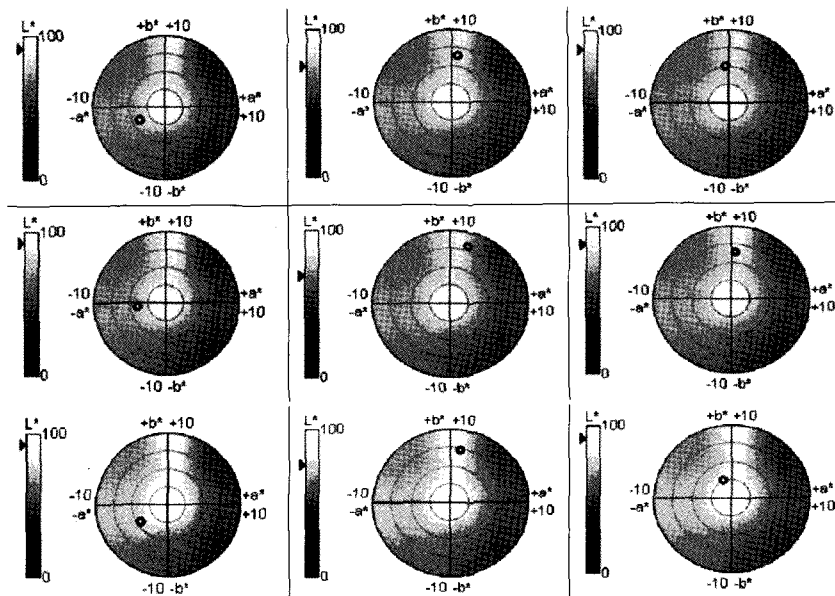 L* +b* +10 L* +b* +10 L* +b* +10
100 100 100
-10 +a* -10 +a* -10 +a*
-a* +10 -a* +10 -a* +10
0 0 0
-10 -b* -10 -b* -10 -b*
L* +b* +10 L* +b* +10 L* +b* +10
100 100 100
-10 +a* -10 +a* -10 +a*
-a* +10 -a* +10 -a* +10
0 0 0
-10 -b* -10 -b* -10 -b*
L* +b* +10 L* +b* +10 L* +b* +10
100 100 100
-10 +a* -10 +a* -10 +a*
-a* +10 -a* +10 -a* +10
0 0 0
-10 -b* -10 -b* -10 -b*